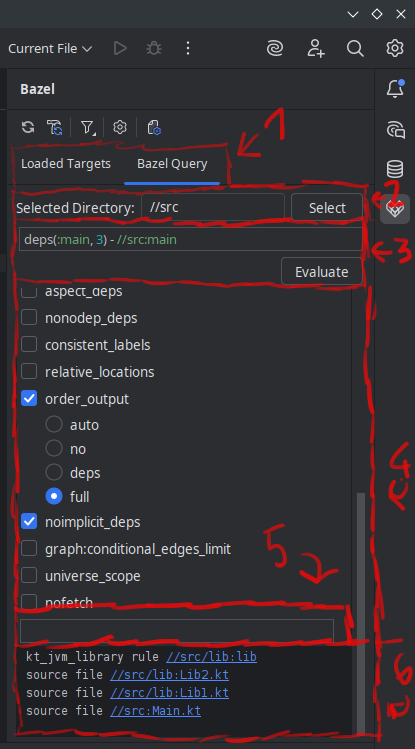 Current File
Bazel
1
Loaded Targets Bazel Query
2
Selected Directory: //src Select
deps(:main, 3) - //src:main
3
Evaluate
aspect_deps
nonodep_deps
consistent_labels
relative_locations
order_output
auto
no
4
deps
full
noimplicit_deps
5
graph:conditional_edges_limit
universe_scope
nofetch
kt_jvm_library rule //src/lib:lib
6
source file //src/lib:Lib2.kt
source file //src/lib:Lib1.kt
source file //src:Main.kt